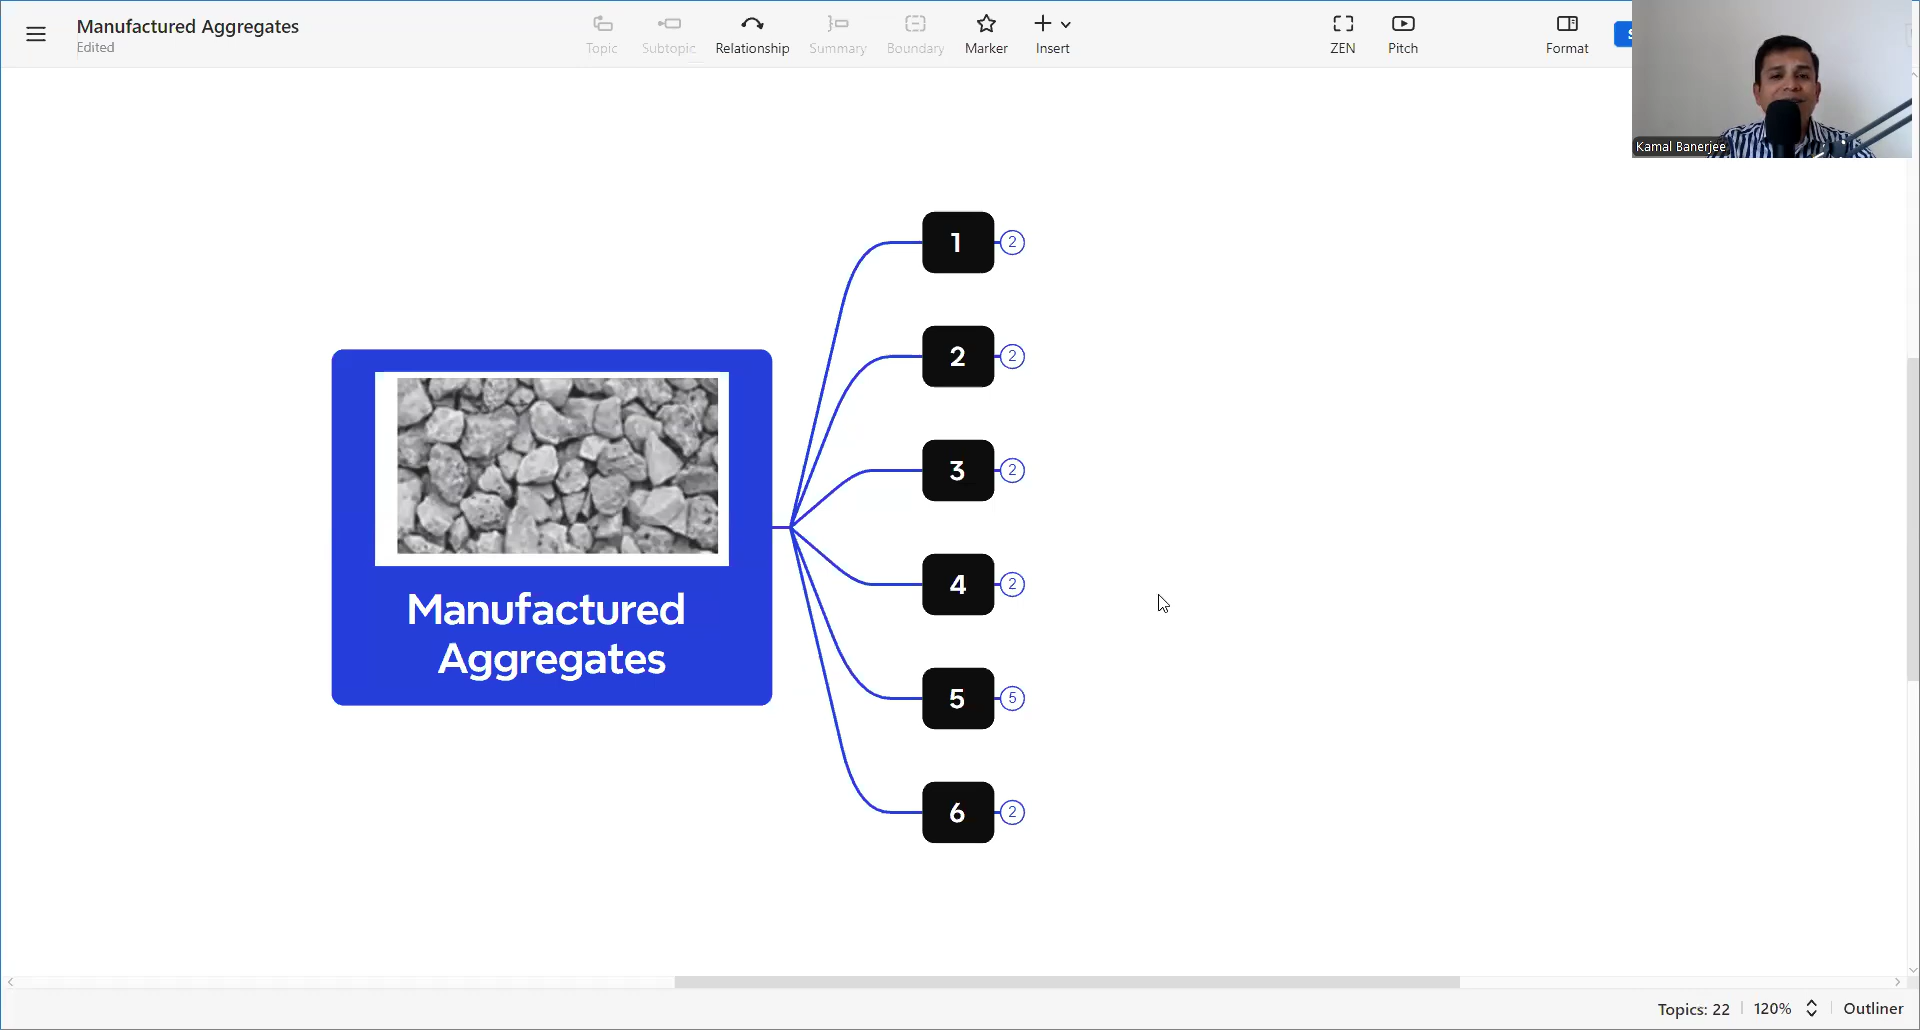 Manufactured Aggregates
Edited
Topic
Subtopic
Relationship
Summary
Boundary
Marker
Insert
ZEN
Pitch
Format
Kamal Banerjee
1 2
2 2
3 2
4 2
5 5
6 2
Manufactured
Aggregates
Topics: 22
120%
Outliner